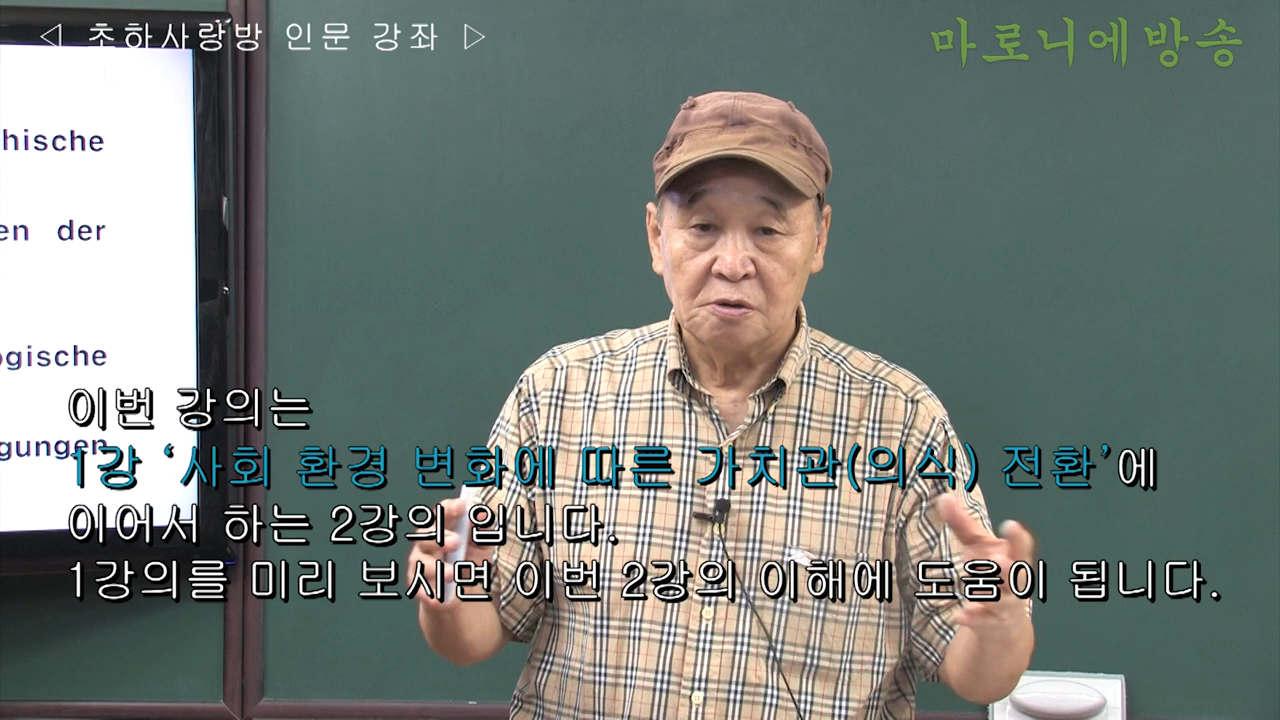 ◁ 초하사랑방 인문 강좌 ▷
마로니에방송
hische
en der
ogische
gungen
이번 강의는
1강 ‘사회 환경 변화에 따른 가치관(의식) 전환’에
이어서 하는 2강의 입니다.
1강의를 미리 보시면 이번 2강의 이해에 도움이 됩니다.